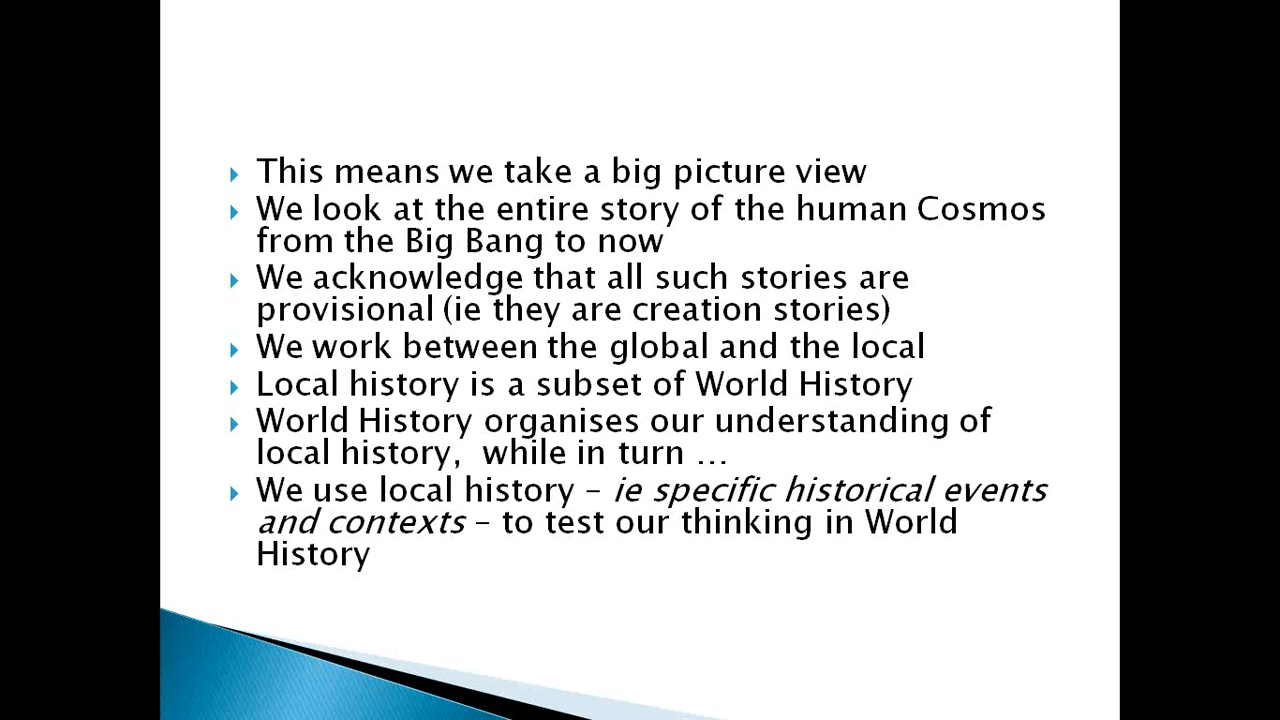 This means we take a big picture view
We look at the entire story of the human Cosmos
from the Big Bang to now
We acknowledge that all such stories are
provisional (ie they are creation stories)
We work between the global and the local
Local history is a subset of World History
World History organises our understanding of
local history,  while in turn …
We use local history – ie specific historical events
and contexts – to test our thinking in World
History